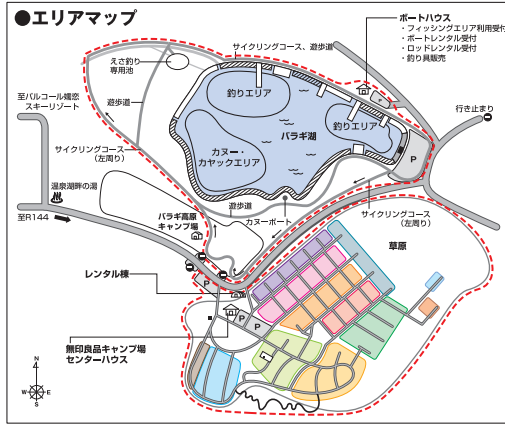 ●エリアマップ
ボートハウス
・フィッシングエリア利用受付
・ボートレンタル受付
・ロッドレンタル受付
・釣り具販売
サイクリングコース、遊歩道
えさ釣り
専用池
釣りエリア
至バルコール嬬恋
スキーリゾート
遊歩道
行き止まり
バラギ湖
釣りエリア
カヌー・
カヤックエリア
サイクリングコース
(左周り)
P
温泉湖畔の湯
遊歩道
カヌーポート
サイクリングコース
(左周り)
至R144
バラギ高原
キャンプ場
草原
レンタル棟
P
P
P
無印良品キャンプ場
センターハウス
N
W
E
S